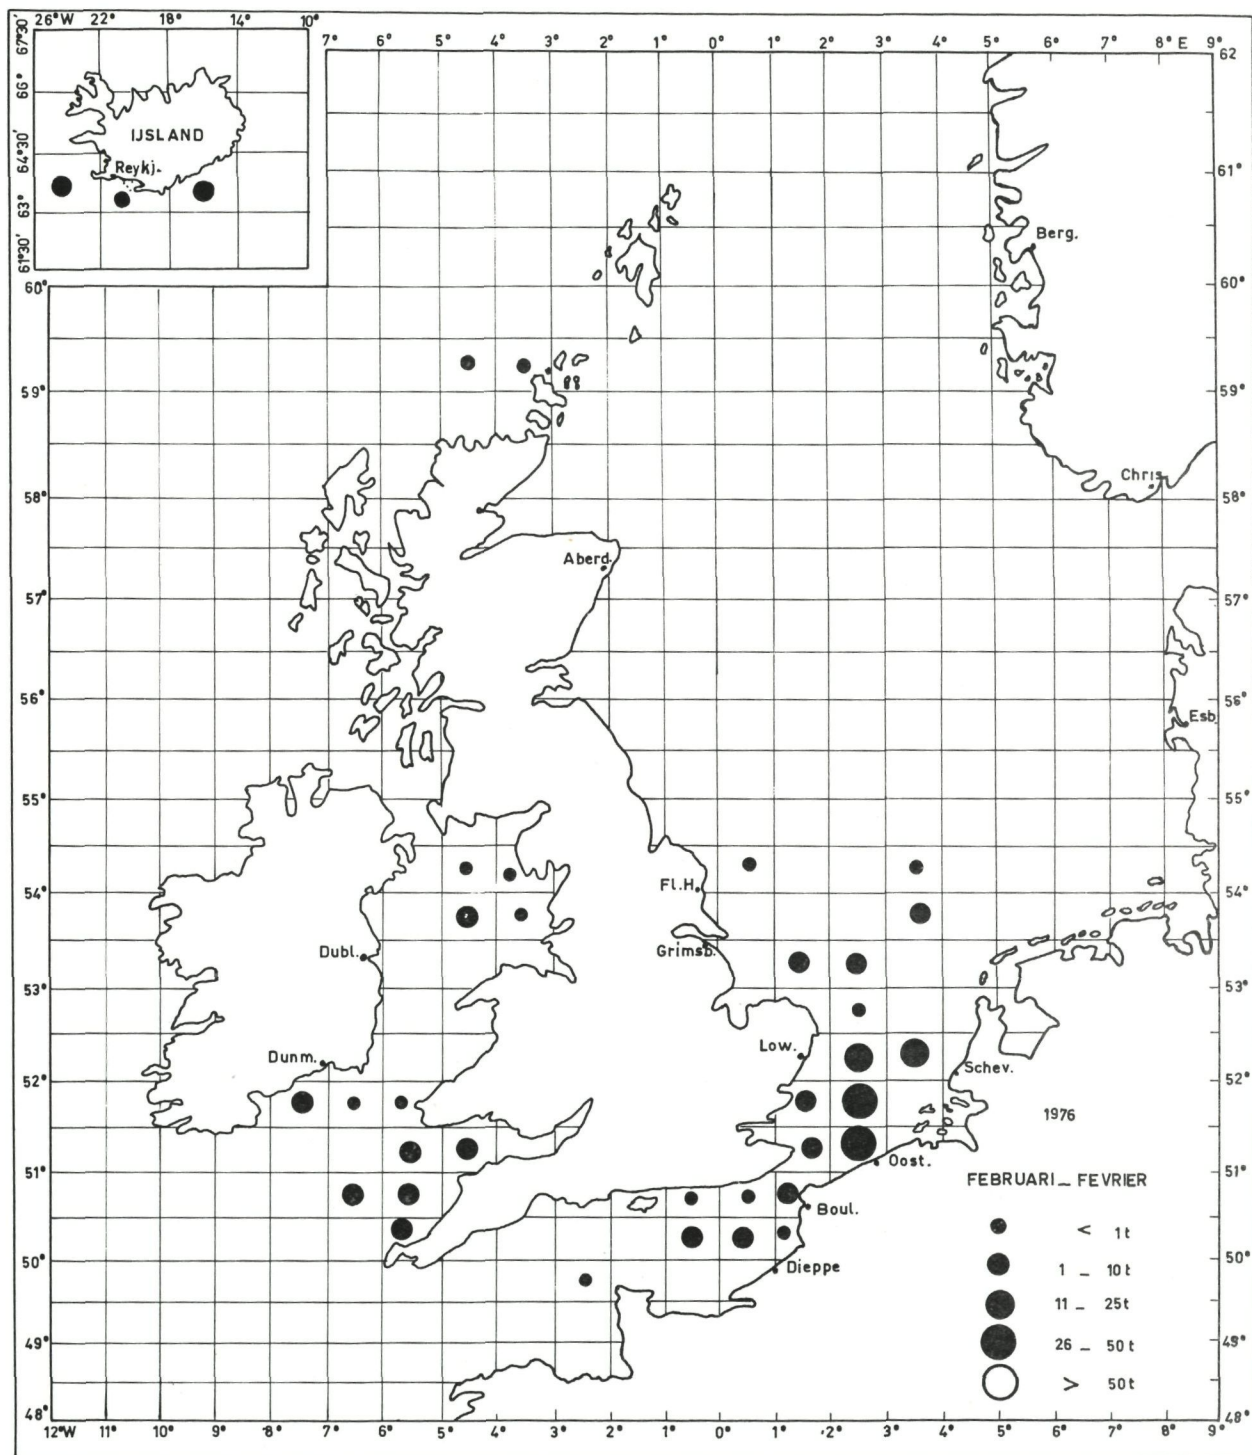 26°W 22° 18° 14° 10°
67°30' 66° 64°30' 63° 61°30'
IJSLAND
Reykj.
7° 6° 5° 4° 3° 2° 1° 0° 1° 2° 3° 4° 5° 6° 7° 8° E 9°
62
61°
Berg.
60° 60°
59° 59°
Chris
58° 58°
Aberd.
57° 57°
56° 56°
Esb
55° 55°
Fl.H.
54° 54°
Grimsb.
Dubl.
53° 53°
Low.
Dunm.
Schev.
52° 52°
1976
Oost.
51° 51°
FEBRUARI _ FEVRIER
Boul.
< 1t
50° 50°
Dieppe
1 _ 10t
11 _ 25t
49° 49°
26 _ 50t
> 50t
48° 48°
12°W 11° 10° 9° 8° 7° 6° 5° 4° 3° 2° 1° 0° 1° 2° 3° 4° 5° 6° 7° 8° 9°